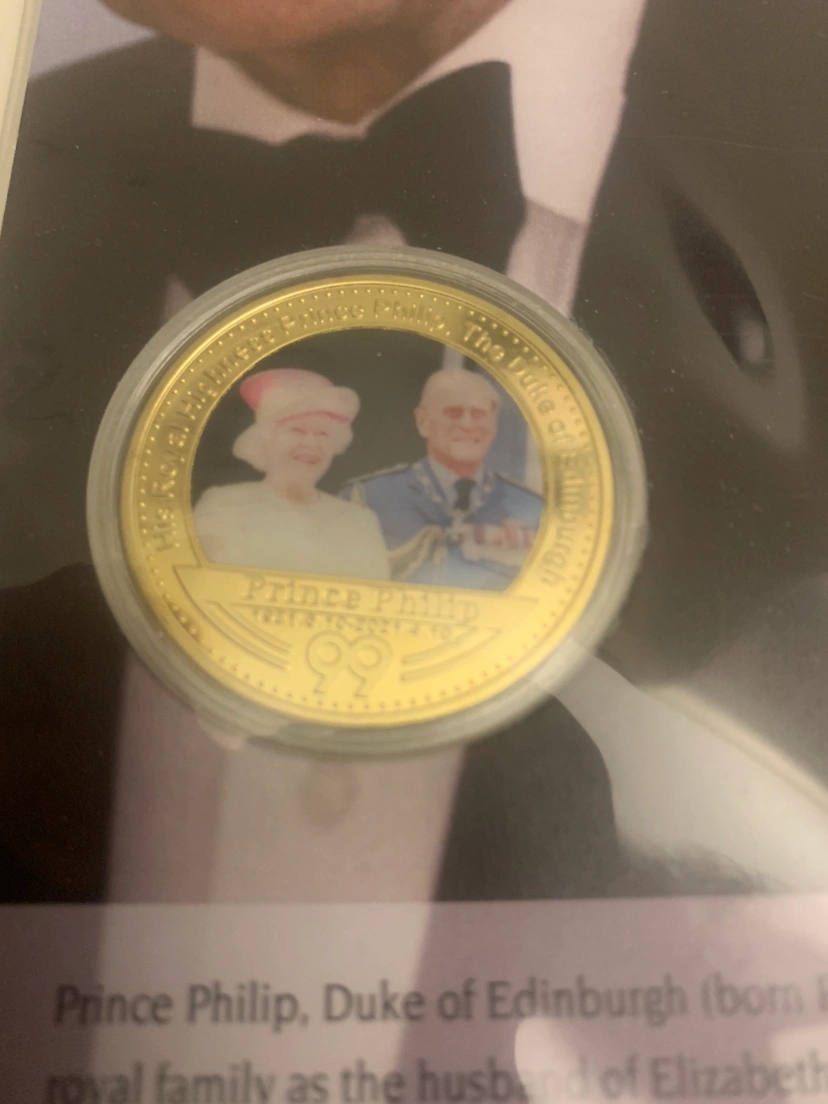 His Royal Highness Prince Philip, The Duke of Edinburgh
Prince Philip
99
Prince Philip, Duke of Edinburgh (born
royal family as the husband of Elizabeth